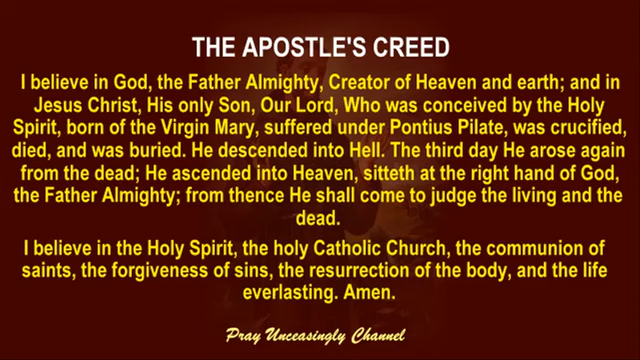 THE APOSTLE'S CREED
I believe in God, the Father Almighty, Creator of Heaven and earth; and in
Jesus Christ, His only Son, Our Lord, Who was conceived by the Holy
Spirit, born of the Virgin Mary, suffered under Pontius Pilate, was crucified,
died, and was buried. He descended into Hell. The third day He arose again
from the dead; He ascended into Heaven, sitteth at the right hand of God,
the Father Almighty; from thence He shall come to judge the living and the
dead.
I believe in the Holy Spirit, the holy Catholic Church, the communion of
saints, the forgiveness of sins, the resurrection of the body, and the life
everlasting. Amen.
Pray Unceasingly Channel